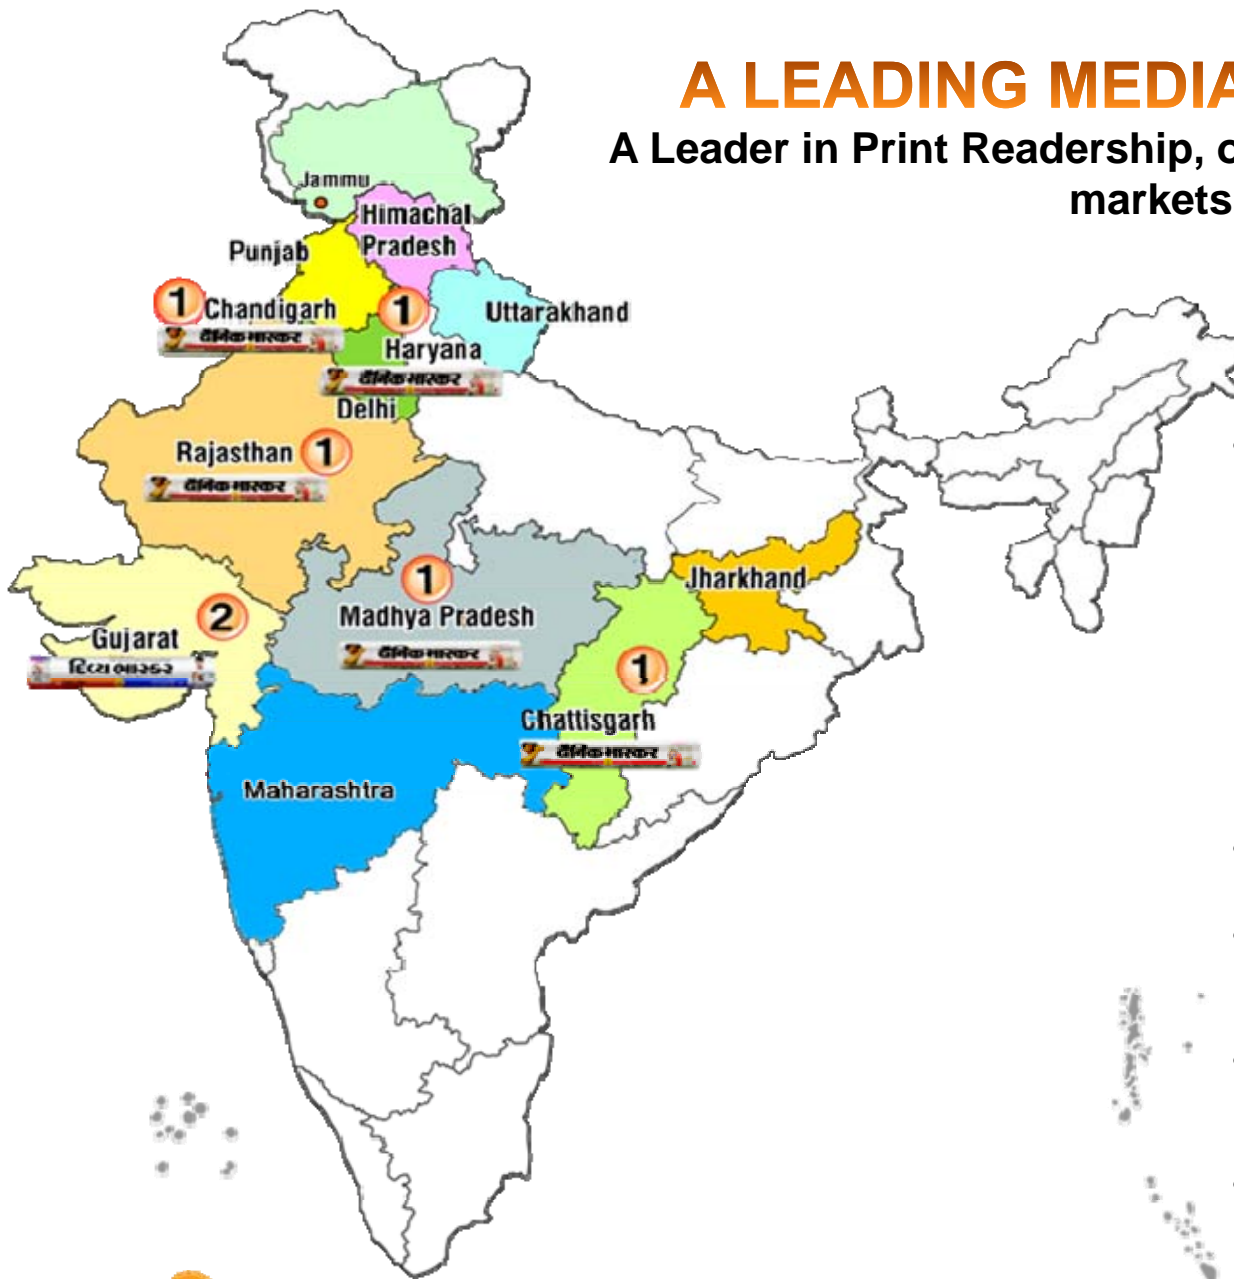 A LEADING MEDIA
A Leader in Print Readership,
markets
Jammu
Himachal
Pradesh
Punjab
1
Chandigarh
दैनिक भास्कर
1
Uttarakhand
Haryana
दैनिक भास्कर
Delhi
Rajasthan
1
दैनिक भास्कर
1
Madhya Pradesh
दैनिक भास्कर
Jharkhand
2
Gujarat
દિવ્ય ભાસ્કર
1
Chattisgarh
दैनिक भास्कर
Maharashtra